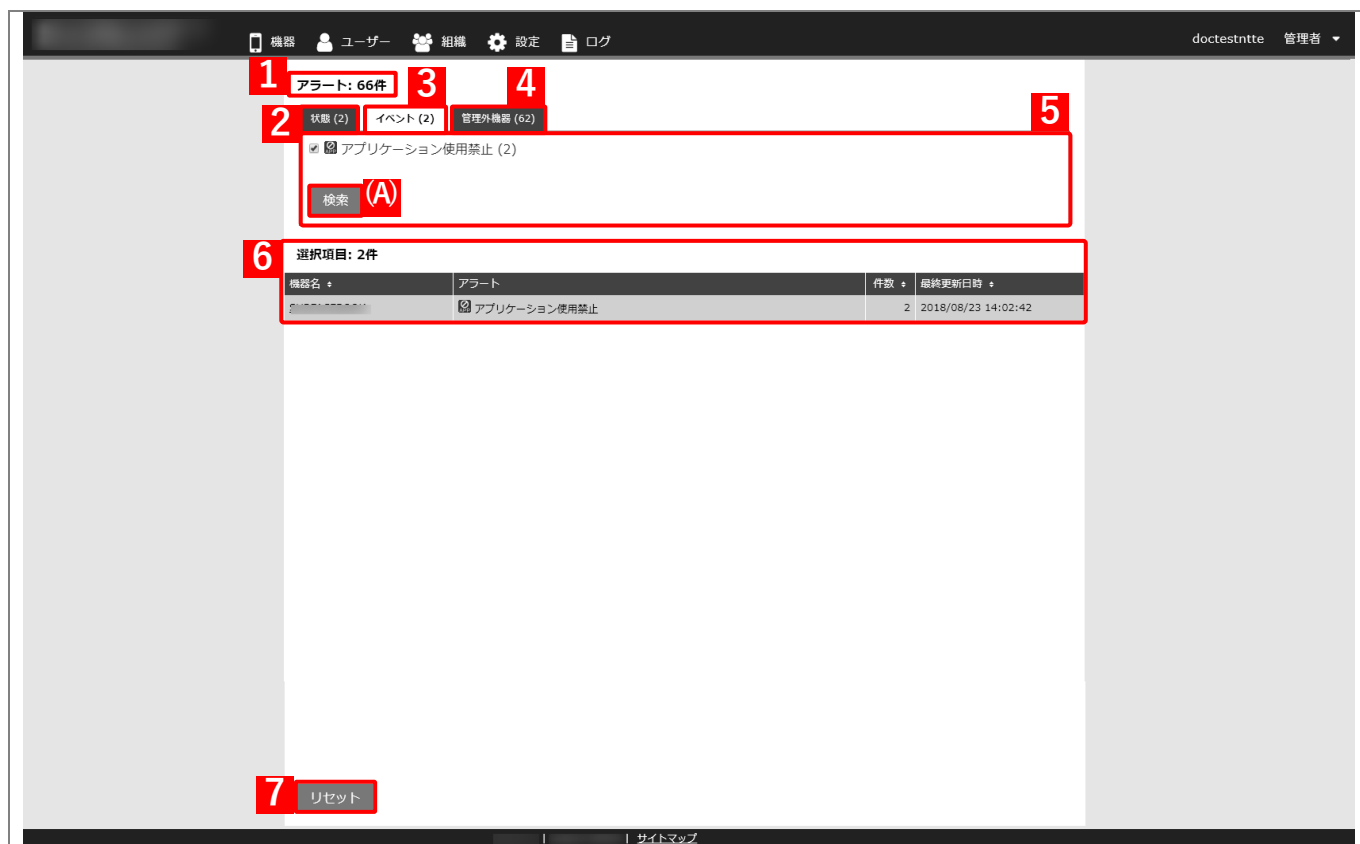 機器 ユーザー 組織 設定 ログ doctestntte 管理者
1 アラート: 66件 3 4
2 状態 (2) イベント (2) 管理外機器 (62) 5
アプリケーション使用禁止 (2)
検索 (A)
6 選択項目: 2件
機器名 アラート 件数 最終更新日時
アプリケーション使用禁止 2 2018/08/23 14:02:42
7 リセット
| | サイトマップ